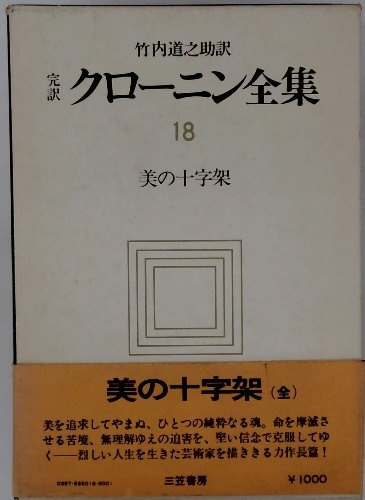 竹内道之助訳
完訳 クローニン全集
18
美の十字架
美の十字架(全)
美を追求してやまぬ、ひとつの純粋なる魂。命を摩滅さ
せる苦境、無理解ゆえの迫害を、堅い信念で克服してゆ
く——烈しい人生を生きた芸術家を描ききる力作長篇!
三笠書房
¥1000